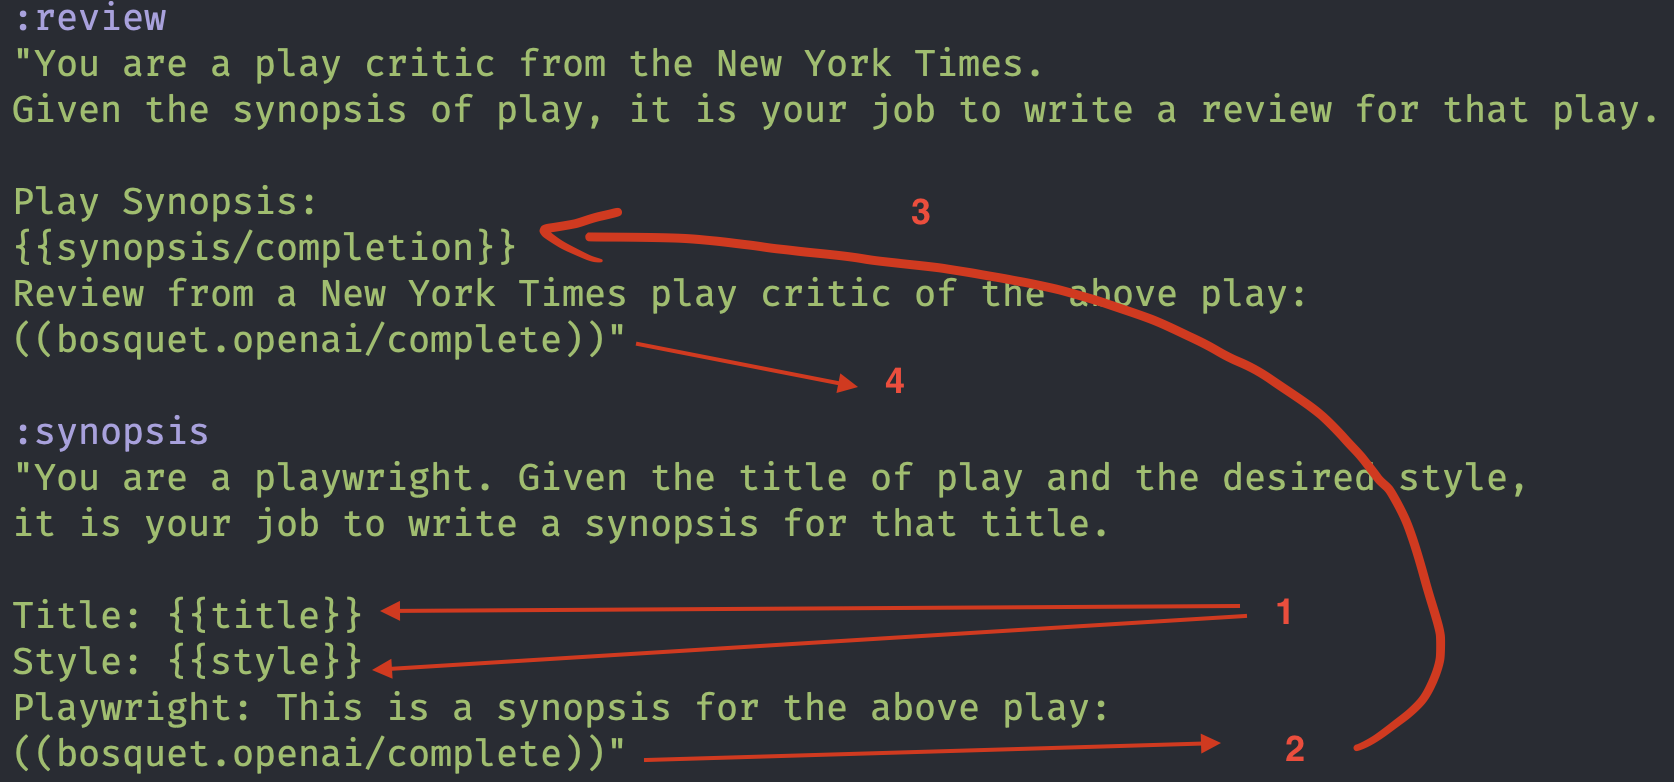 :review
"You are a play critic from the New York Times.
Given the synopsis of play, it is your job to write a review for that play.
Play Synopsis:
3
{{synopsis/completion}}
Review from a New York Times play critic of the above play:
((bosquet.openai/complete))"
4
:synopsis
"You are a playwright. Given the title of play and the desired style,
it is your job to write a synopsis for that title.
Title: {{title}}
1
Style: {{style}}
Playwright: This is a synopsis for the above play:
((bosquet.openai/complete))"
2